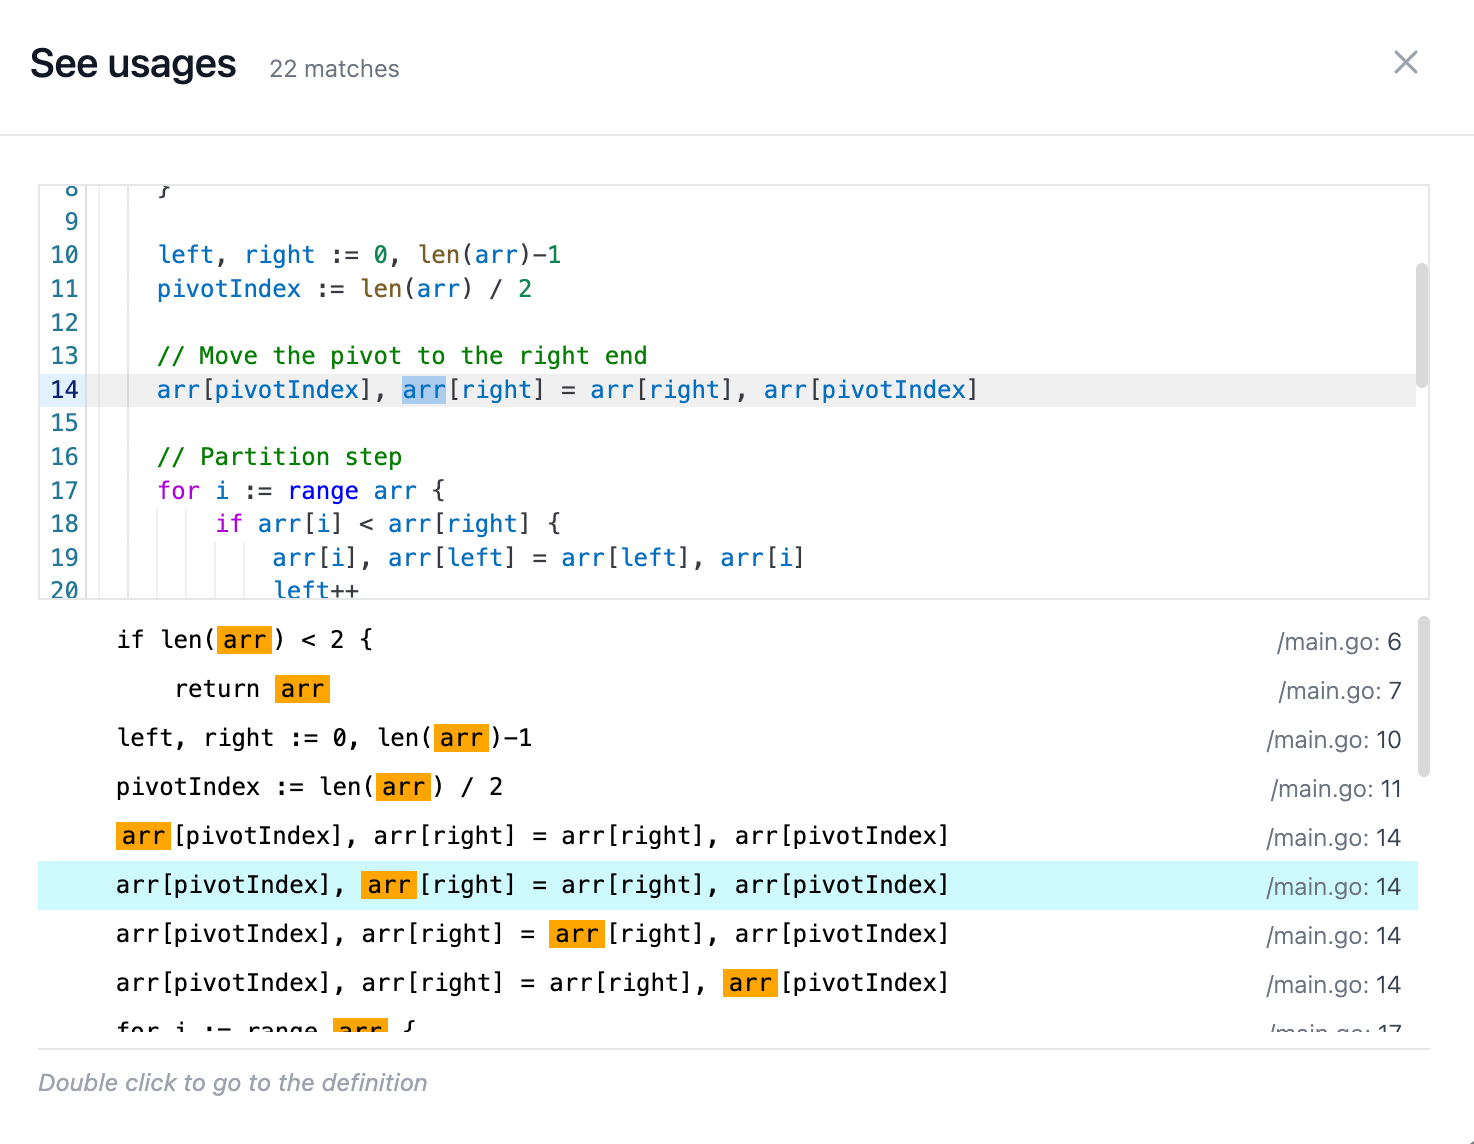 See usages 22 matches
8 }
9
10 left, right := 0, len(arr)-1
11 pivotIndex := len(arr) / 2
12
13 // Move the pivot to the right end
14 arr[pivotIndex], arr[right] = arr[right], arr[pivotIndex]
15
16 // Partition step
17 for i := range arr {
18 if arr[i] < arr[right] {
19 arr[i], arr[left] = arr[left], arr[i]
20 left++
if len(arr) < 2 { /main.go: 6
return arr /main.go: 7
left, right := 0, len(arr)-1 /main.go: 10
pivotIndex := len(arr) / 2 /main.go: 11
arr[pivotIndex], arr[right] = arr[right], arr[pivotIndex] /main.go: 14
arr[pivotIndex], arr[right] = arr[right], arr[pivotIndex] /main.go: 14
arr[pivotIndex], arr[right] = arr[right], arr[pivotIndex] /main.go: 14
arr[pivotIndex], arr[right] = arr[right], arr[pivotIndex] /main.go: 14
for i := range arr { /main.go: 17
Double click to go to the definition